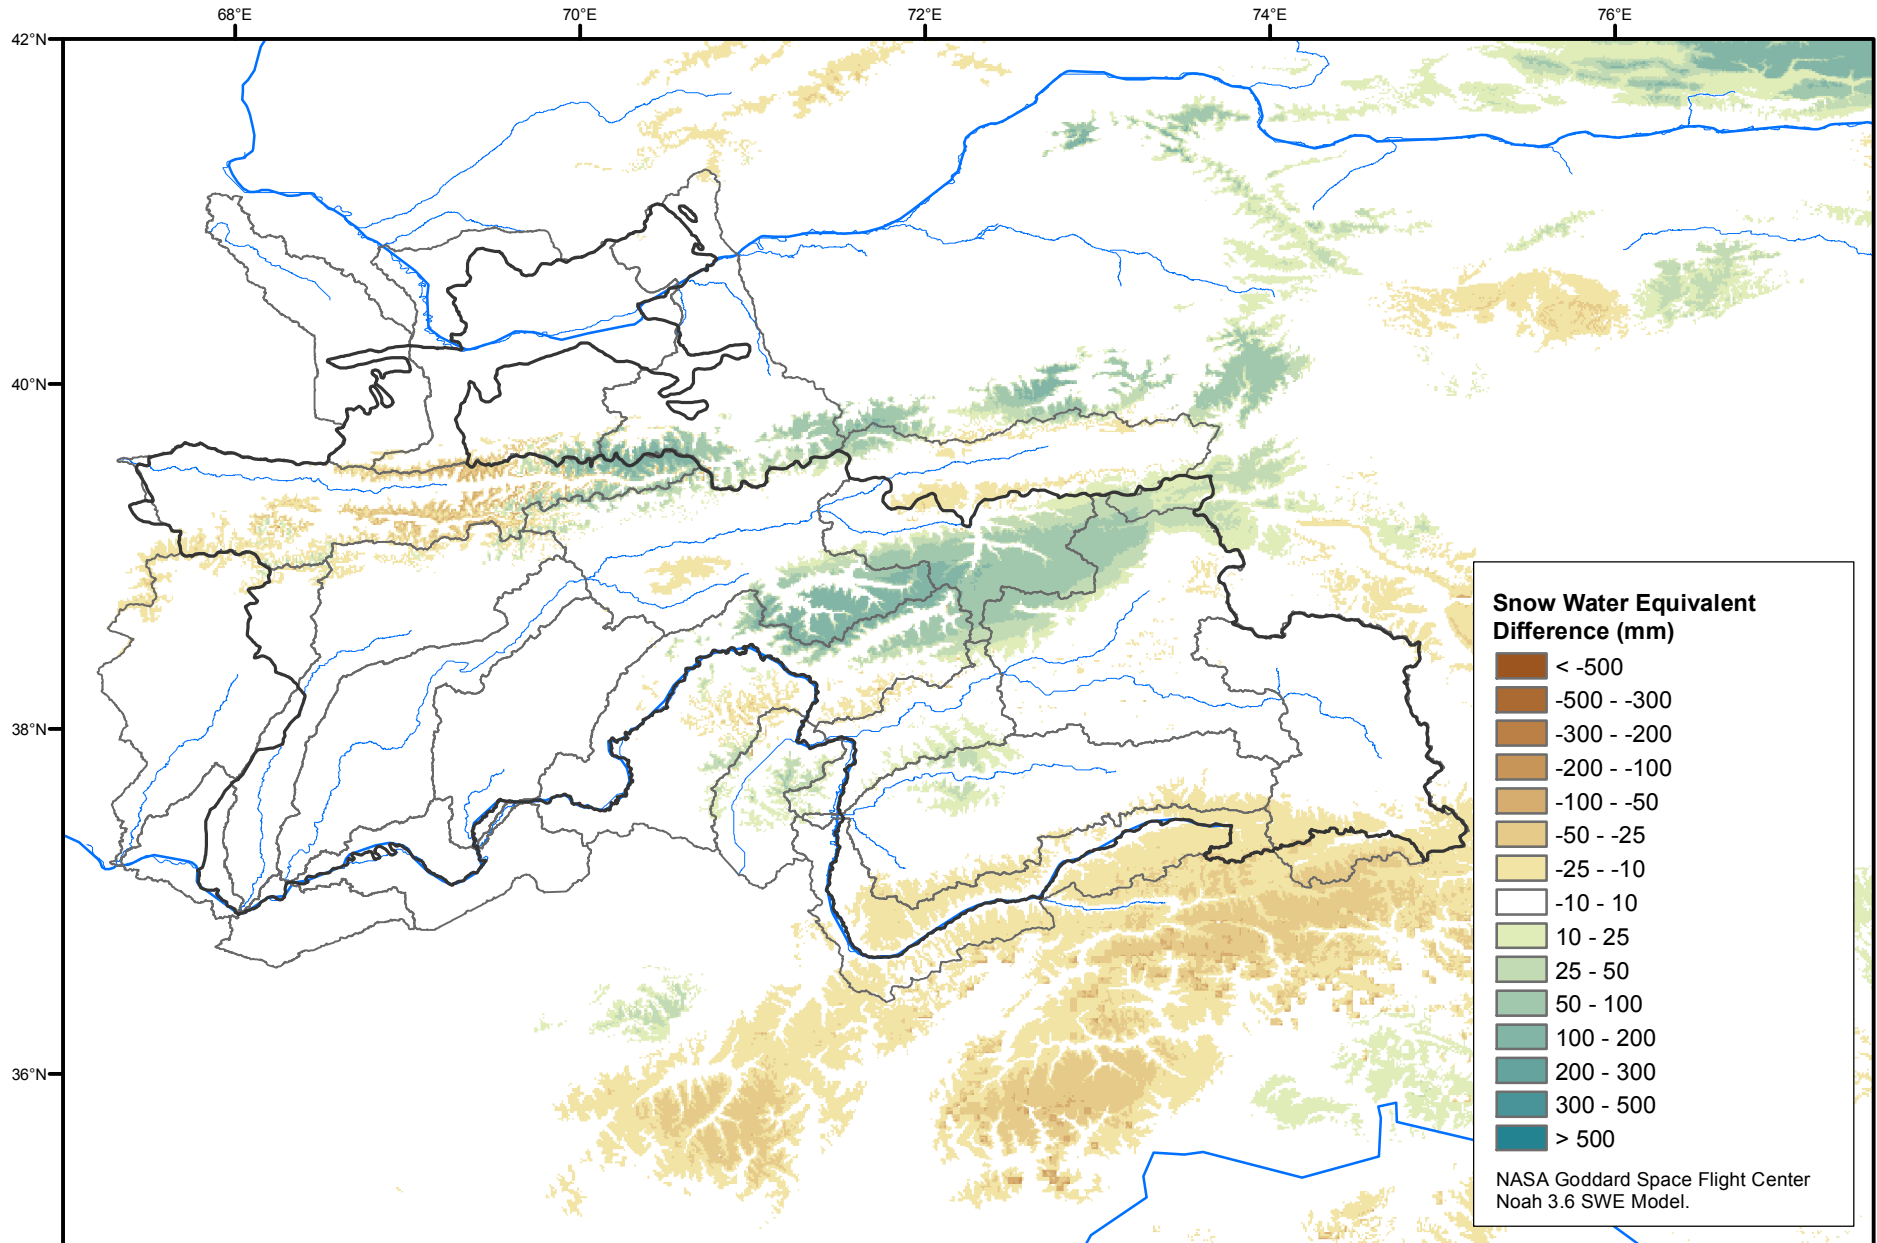 68°E 70°E 72°E 74°E 76°E
42°N
40°N
38°N
36°N
Snow Water Equivalent
Difference (mm)
< -500
-500 - -300
-300 - -200
-200 - -100
-100 - -50
-50 - -25
-25 - -10
-10 - 10
10 - 25
25 - 50
50 - 100
100 - 200
200 - 300
300 - 500
> 500
NASA Goddard Space Flight Center
Noah 3.6 SWE Model.